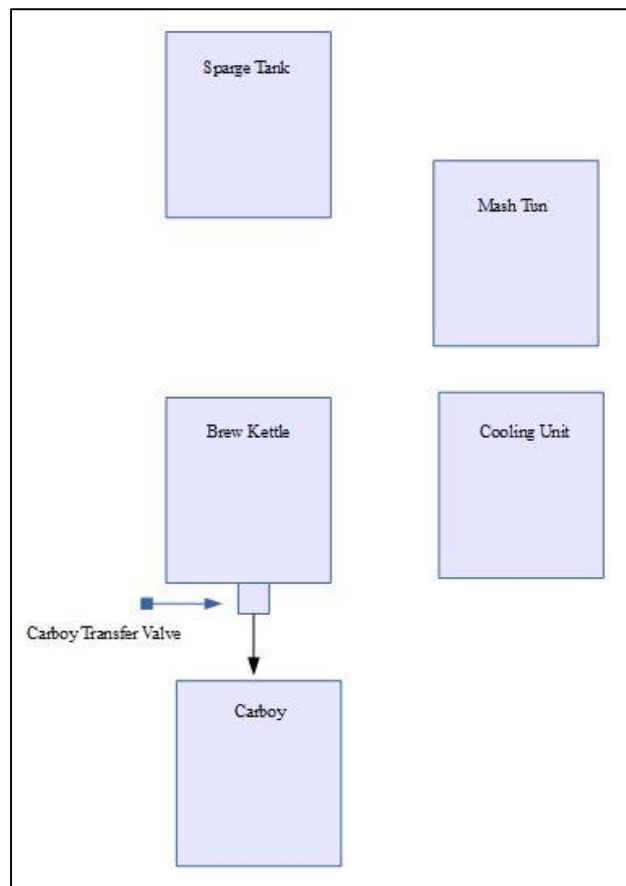 Sparge Tank
Mash Tun
Brew Kettle
Cooling Unit
Carboy Transfer Valve
Carboy